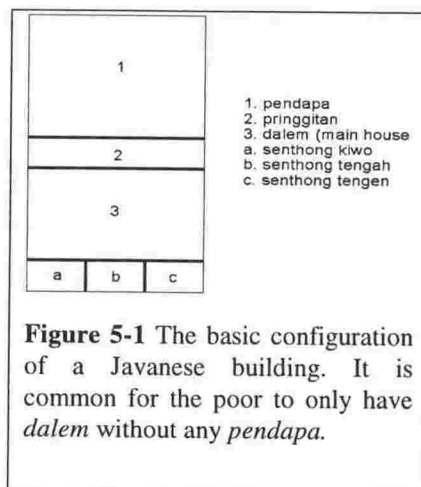 1
2
3
a b c
1. pendapa
2. pringgitan
3. dalem (main house
a. senthong kiwo
b. senthong tengah
c. senthong tengen
Figure 5-1 The basic configuration
of a Javanese building. It is
common for the poor to only have
dalem without any pendapa.